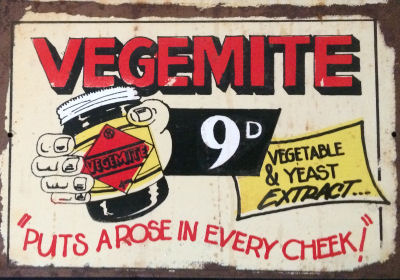 VEGEMITE
VEGEMITE
9D
VEGETABLE
& YEAST
EXTRACT...
"PUTS A ROSE IN EVERY CHEEK!"